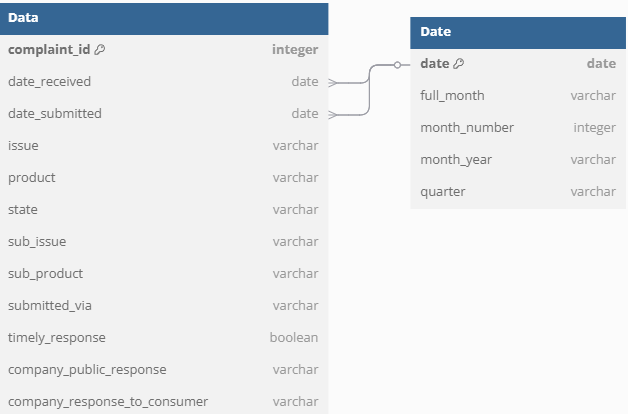 Data
complaint_id integer
date_received date
date_submitted date
issue varchar
product varchar
state varchar
sub_issue varchar
sub_product varchar
submitted_via varchar
timely_response boolean
company_public_response varchar
company_response_to_consumer varchar
Date
date date
full_month varchar
month_number integer
month_year varchar
quarter varchar